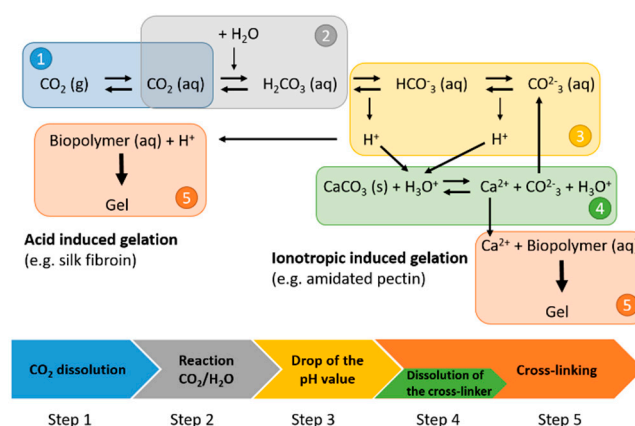 + H₂O
1
2
CO₂ (g)
CO₂ (aq)
H₂CO₃ (aq)
HCO⁻₃ (aq)
CO²⁻₃ (aq)
H⁺
H⁺
3
Biopolymer (aq) + H⁺
5
Gel
CaCO₃ (s) + H₃O⁺
Ca²⁺ + CO²⁻₃ + H₃O⁺
4
Acid induced gelation
(e.g. silk fibroin)
Ionotropic induced gelation
(e.g. amidated pectin)
Ca²⁺ + Biopolymer (aq
5
Gel
CO₂ dissolution
Reaction
CO₂/H₂O
Drop of the
pH value
Dissolution of
the cross-linker
Cross-linking
Step 1
Step 2
Step 3
Step 4
Step 5